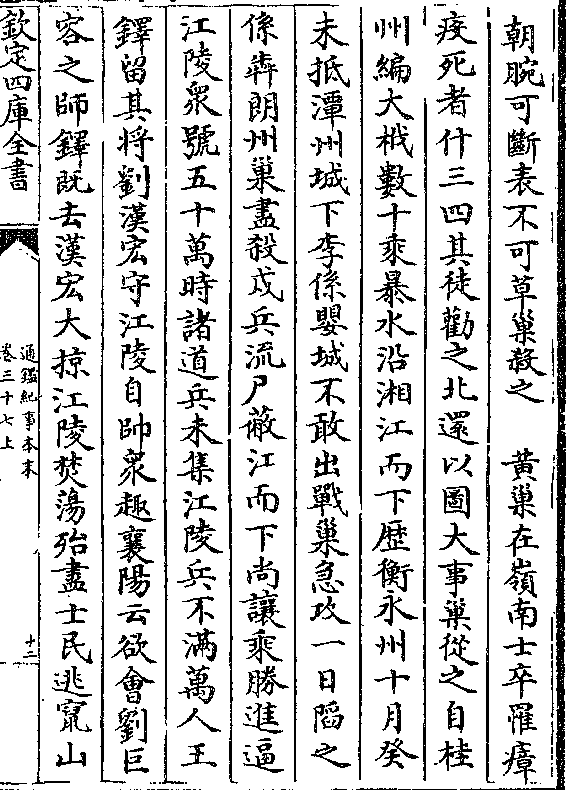 朝腕可斷表不可草巢殺之　黄巢在嶺南士卒罹瘴
疫死者什三四其徒勸之北還以圖大事巢從之自桂
州編大栰數十乘暴水沿湘江而下歷衡永州十月癸
未抵潭州城下李係嬰城不敢出戰巢急攻一日䧟之
係犇朗州巢盡殺戍兵流尸蔽江而下尚讓乘勝進逼
江陵衆號五十萬時諸道兵未集江陵兵不滿萬人王
鐸留其將劉漢宏守江陵自帥衆趣襄陽云欲會劉巨
容之師鐸既去漢宏大掠江陵焚蕩殆盡士民逃竄山
欽定四庫全書
通鑑紀事本末
卷三十七上
十二